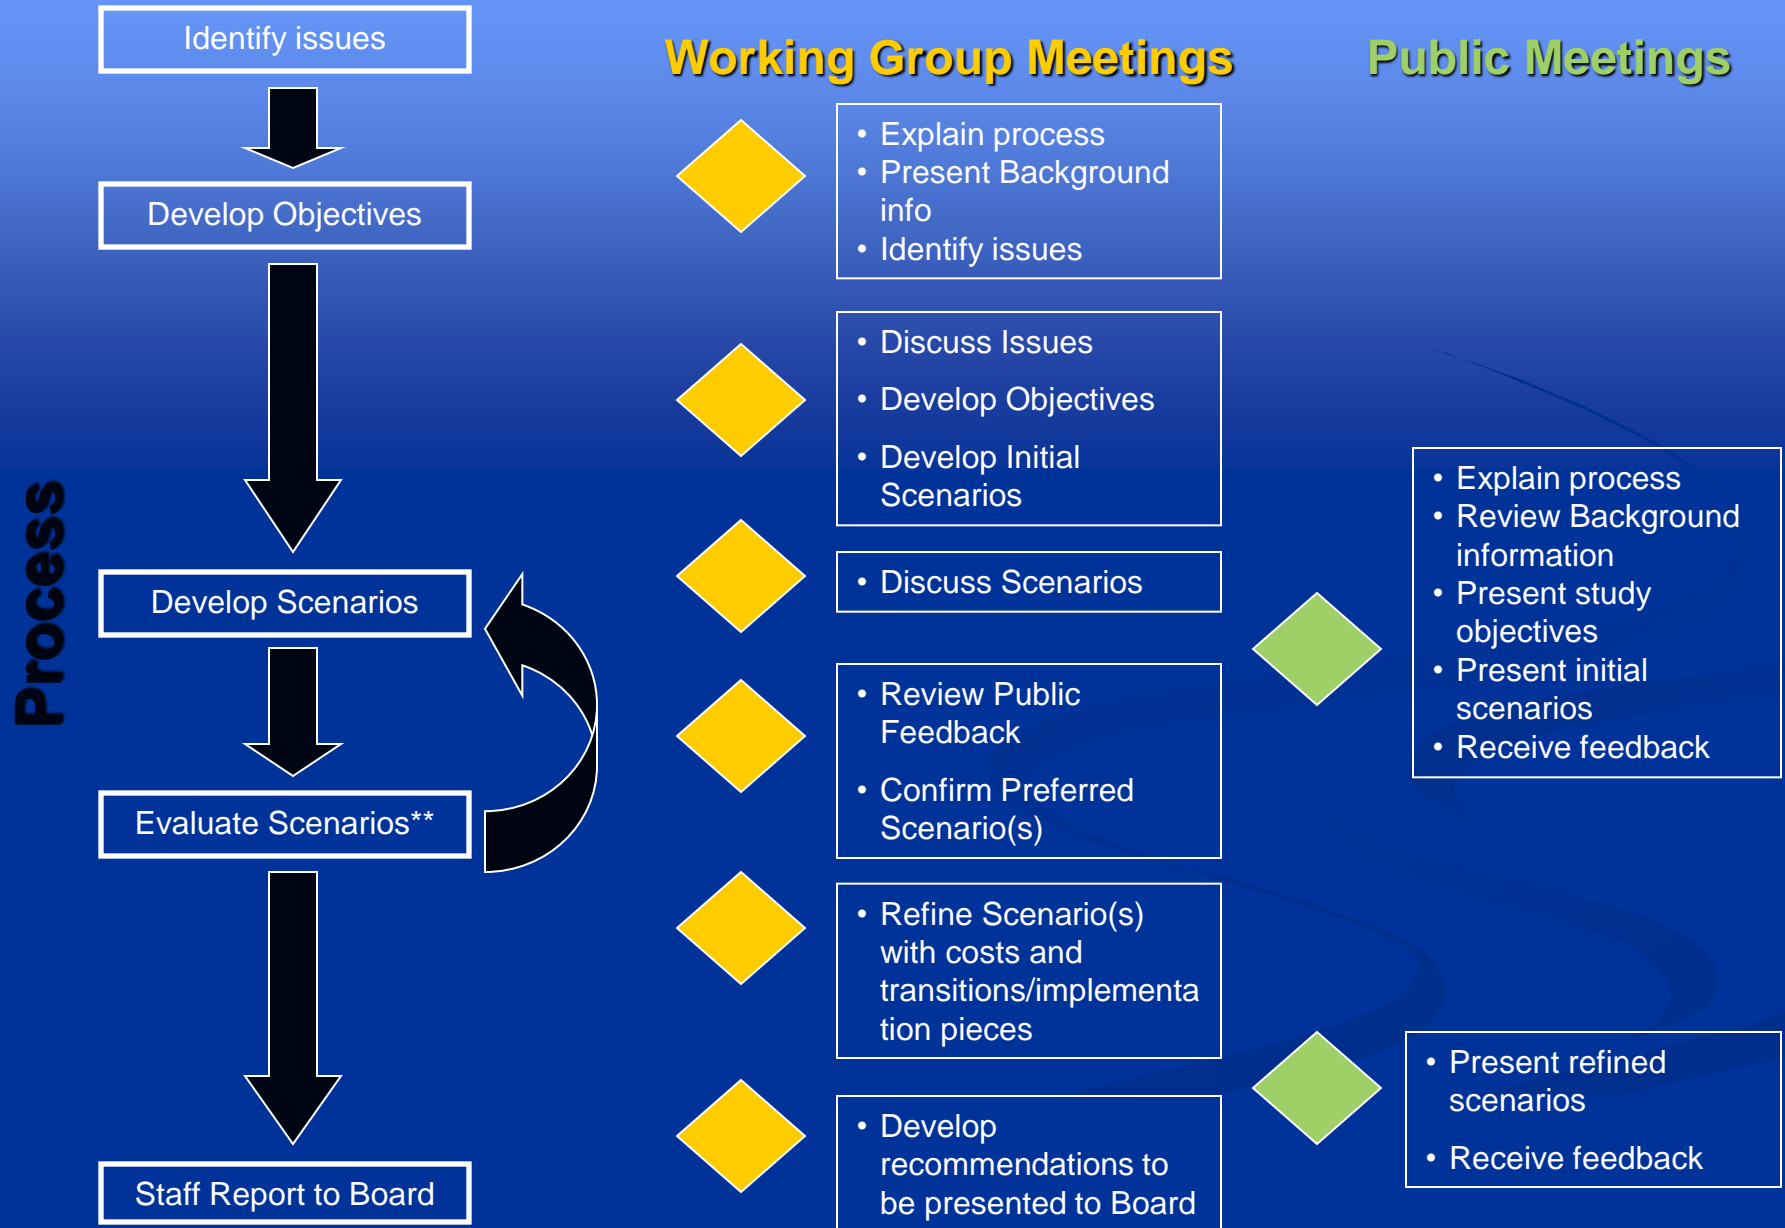 Identify issues
Develop Objectives
Develop Scenarios
Evaluate Scenarios**
Staff Report to Board
Process
Working Group Meetings
• Explain process
• Present Background
info
• Identify issues
• Discuss Issues
• Develop Objectives
• Develop Initial
Scenarios
• Discuss Scenarios
• Review Public
Feedback
• Confirm Preferred
Scenario(s)
• Refine Scenario(s)
with costs and
transitions/implementa
tion pieces
• Develop
recommendations to
be presented to Board
Public Meetings
• Explain process
• Review Background
information
• Present study
objectives
• Present initial
scenarios
• Receive feedback
• Present refined
scenarios
• Receive feedback